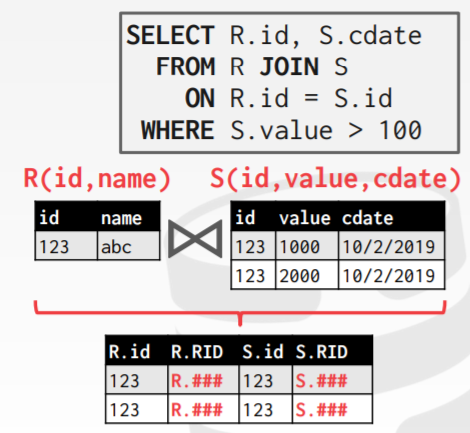 SELECT R.id, S.cdate
FROM R JOIN S
ON R.id = S.id
WHERE S.value > 100
R(id,name) S(id,value,cdate)
id name id value cdate
123 abc 123 1000 10/2/2019
123 2000 10/2/2019
R.id R.RID S.id S.RID
123 R.### 123 S.###
123 R.### 123 S.###